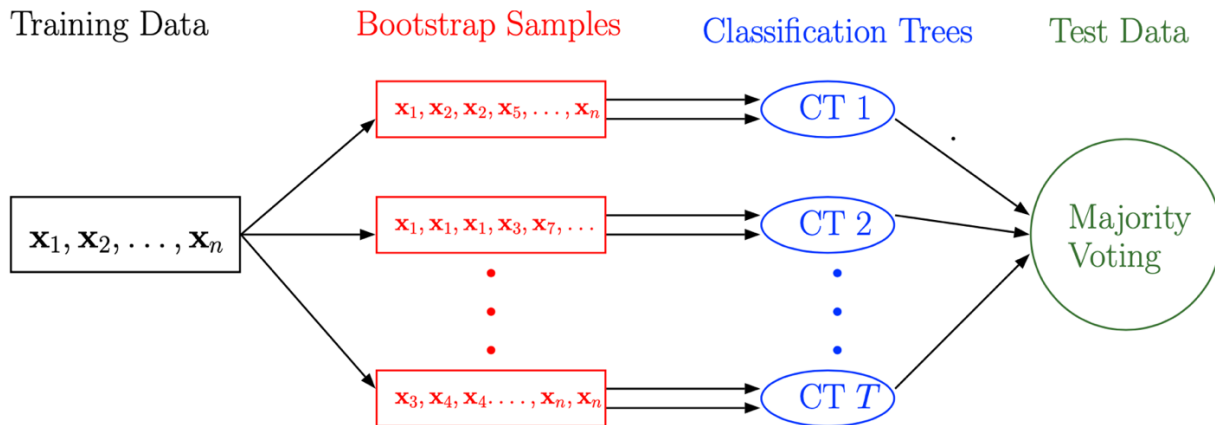 Training Data
Bootstrap Samples
Classification Trees
Test Data
x₁, x₂, x₂, x₅, . . . , xₙ
CT 1
x₁, x₂, . . . , xₙ
x₁, x₁, x₁, x₃, x₇, . . .
CT 2
Majority
Voting
x₃, x₄, x₄. . . . , xₙ, xₙ
CT T